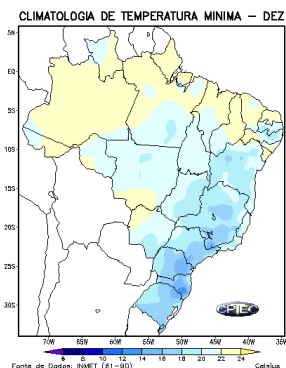 CLIMATOLOGIA DE TEMPERATURA MINIMA – DEZ
5N
EQ
5S
10S
15S
20S
25S
30S
70W 65W 60W 55W 50W 45W 40W 35W
CPTEC
6 8 10 12 14 16 18 20 22 24
Fonte de Dados: INMET (61–90) Celsius